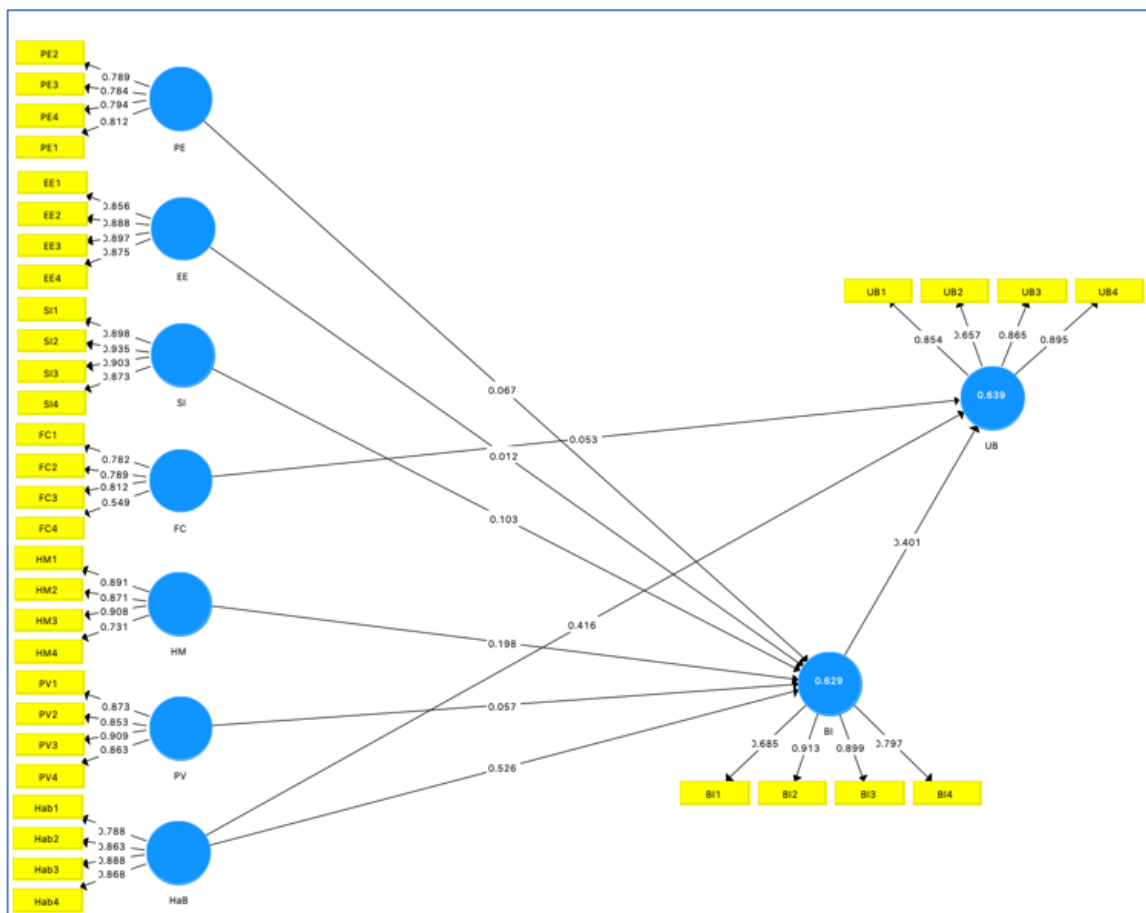 PE2
PE3
PE4
PE1
0.789
0.784
0.794
0.812
PE
EE1
EE2
EE3
EE4
0.856
0.888
0.897
0.875
EE
SI1
SI2
SI3
SI4
0.898
0.935
0.903
0.873
SI
FC1
FC2
FC3
FC4
0.782
0.789
0.812
0.549
FC
HM1
HM2
HM3
HM4
0.891
0.871
0.908
0.731
HM
PV1
PV2
PV3
PV4
0.873
0.853
0.909
0.863
PV
Hab1
Hab2
Hab3
Hab4
0.788
0.863
0.888
0.868
HaB
0.067
0.012
0.053
0.103
0.416
0.198
0.057
0.526
0.401
UB1 UB2 UB3 UB4
0.854 0.657 0.865 0.895
0.639
UB
0.629
BI
0.685 0.913 0.899 0.797
BI1 BI2 BI3 BI4